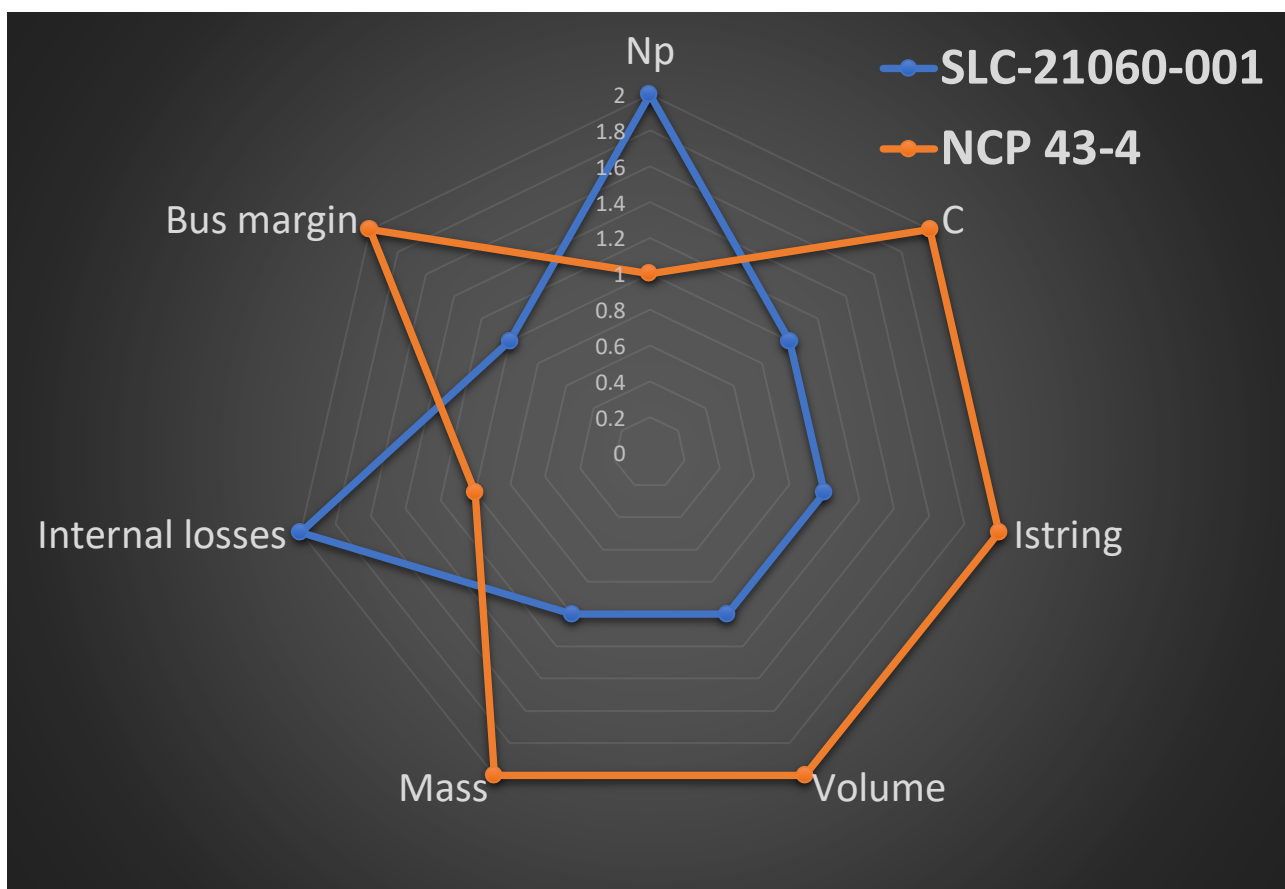 Np
SLC-21060-001
NCP 43-4
2
1.8
1.6
1.4
1.2
1
0.8
0.6
0.4
0.2
0
Bus margin
C
Internal losses
Istring
Mass
Volume